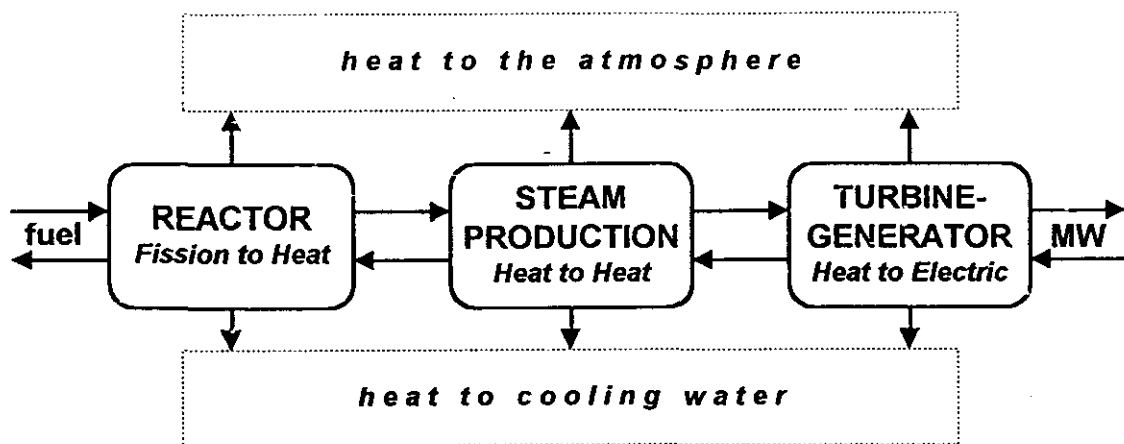 heat to the atmosphere
fuel
REACTOR
Fission to Heat
STEAM
PRODUCTION
Heat to Heat
TURBINE-
GENERATOR
Heat to Electric
MW
heat to cooling water